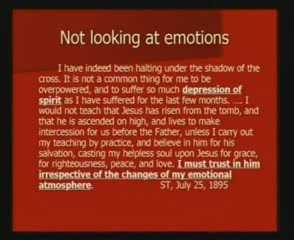 Not looking at emotions
I have indeed been halting under the shadow of the
cross. It is not a common thing for me to be
overpowered, and to suffer so much depression of
spirit as I have suffered for the last few months. .... I
would not teach that Jesus has risen from the tomb, and
that he is ascended on high, and lives to make
intercession for us before the Father, unless I carry out
my teaching by practice, and believe in him for his
salvation, casting my helpless soul upon Jesus for grace,
for righteousness, peace, and love. I must trust in him
irrespective of the changes of my emotional
atmosphere. ST, July 25, 1895